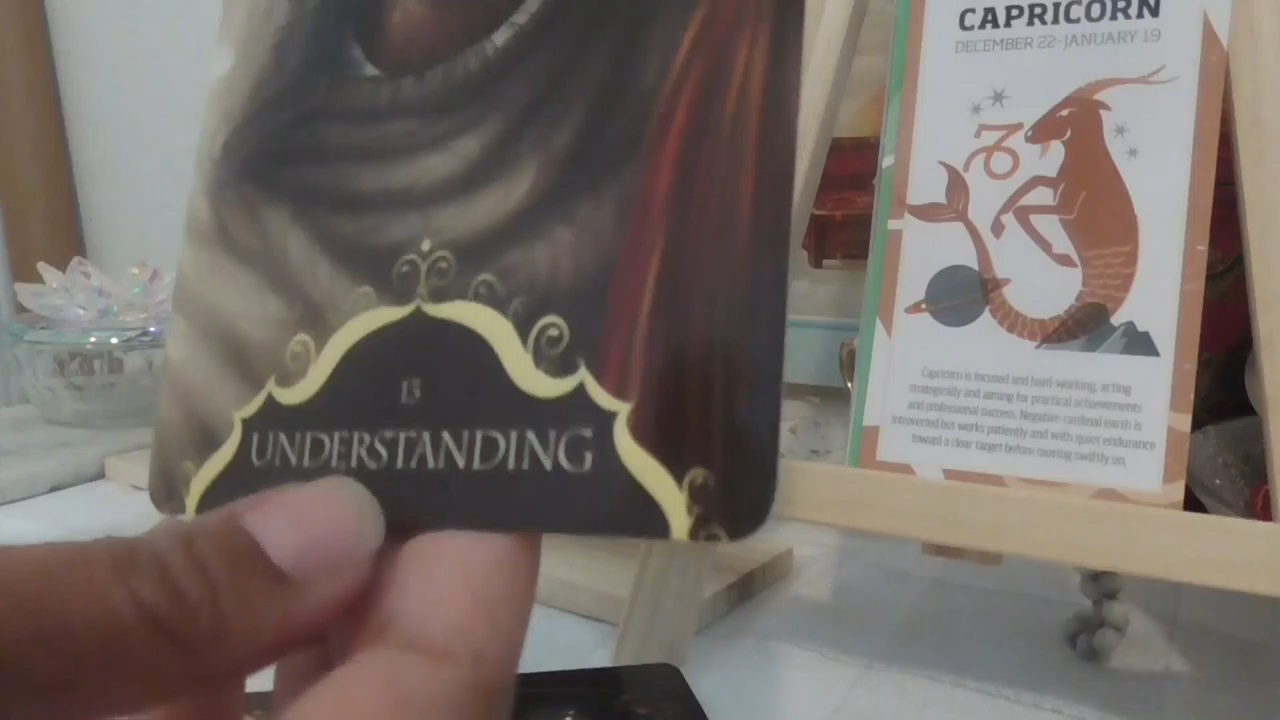 13
UNDERSTANDING
CAPRICORN
DECEMBER 22-JANUARY 19
Capricorn is focused and hard-working, acting
strategically and aiming for practical achievements
and professional success. Negative cardinal earth is
introverted but works patiently and with quiet endurance
toward a clear target before moving swiftly on.